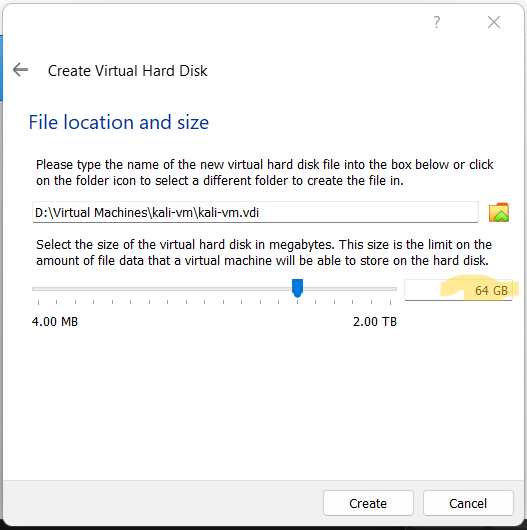 ?
Create Virtual Hard Disk
File location and size
Please type the name of the new virtual hard disk file into the box below or click
on the folder icon to select a different folder to create the file in.
D:\Virtual Machines\kali-vm\kali-vm.vdi
Select the size of the virtual hard disk in megabytes. This size is the limit on the
amount of file data that a virtual machine will be able to store on the hard disk.
64 GB
4.00 MB 2.00 TB
Create Cancel